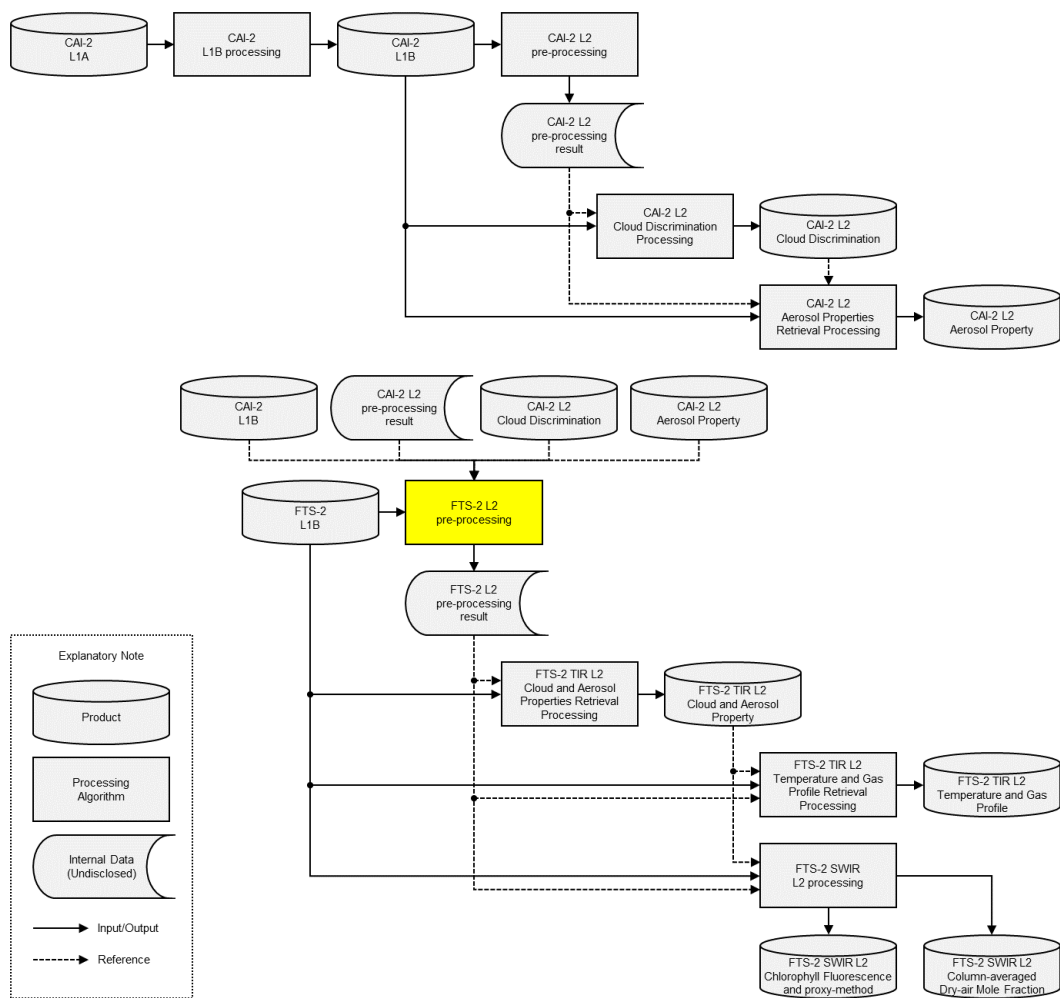 CAI-2
L1A
CAI-2
L1B processing
CAI-2
L1B
CAI-2 L2
pre-processing
CAI-2 L2
pre-processing
result
CAI-2 L2
Cloud Discrimination
Processing
CAI-2 L2
Cloud Discrimination
CAI-2 L2
Aerosol Properties
Retrieval Processing
CAI-2 L2
Aerosol Property
CAI-2
L1B
CAI-2 L2
pre-processing
result
CAI-2 L2
Cloud Discrimination
CAI-2 L2
Aerosol Property
FTS-2
L1B
FTS-2 L2
pre-processing
FTS-2 L2
pre-processing
result
FTS-2 TIR L2
Cloud and Aerosol
Properties Retrieval
Processing
FTS-2 TIR L2
Cloud and Aerosol
Property
FTS-2 TIR L2
Temperature and Gas
Profile Retrieval
Processing
FTS-2 TIR L2
Temperature and Gas
Profile
FTS-2 SWIR
L2 processing
FTS-2 SWIR L2
Chlorophyll Fluorescence
and proxy-method
FTS-2 SWIR L2
Column-averaged
Dry-air Mole Fraction
Explanatory Note
Product
Processing
Algorithm
Internal Data
(Undisclosed)
Input/Output
Reference